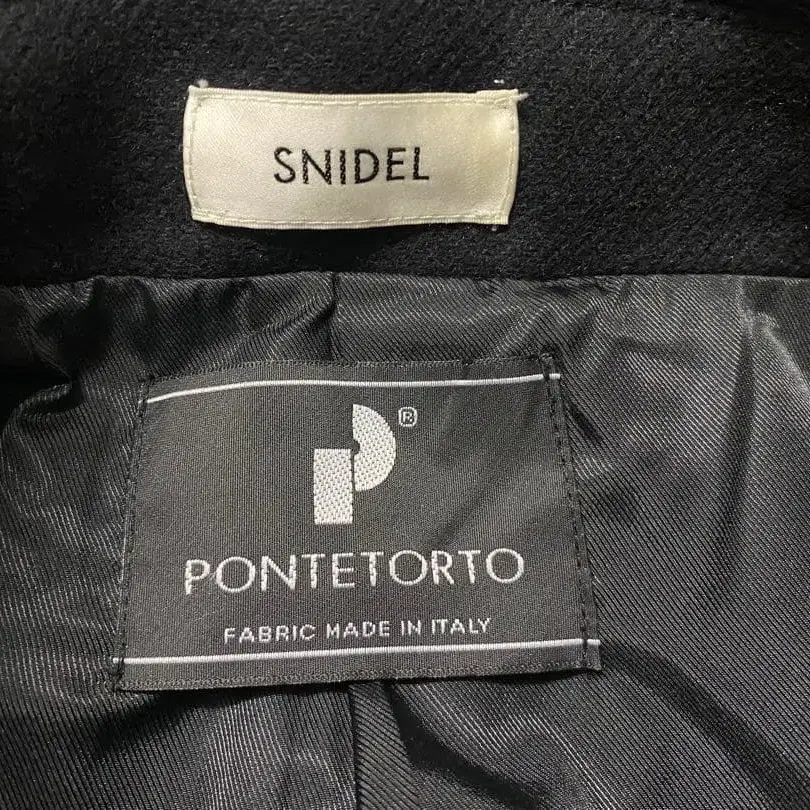 SNIDEL
®
PONTETORTO
FABRIC MADE IN ITALY